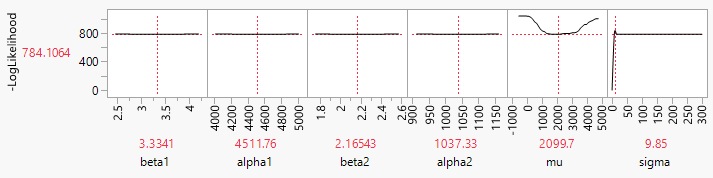 -LogLikelihood
784.1064
800
400
0
2.5 3 3.5 4
4000 4200 4400 4600 4800 5000
1.8 2 2.2 2.4 2.6
900 950 1000 1050 1100 1150
-1000 0 1000 2000 3000 4000 5000
0 50 100 150 200 250 300
3.3341 4511.76 2.16543 1037.33 2099.7 9.85
beta1 alpha1 beta2 alpha2 mu sigma